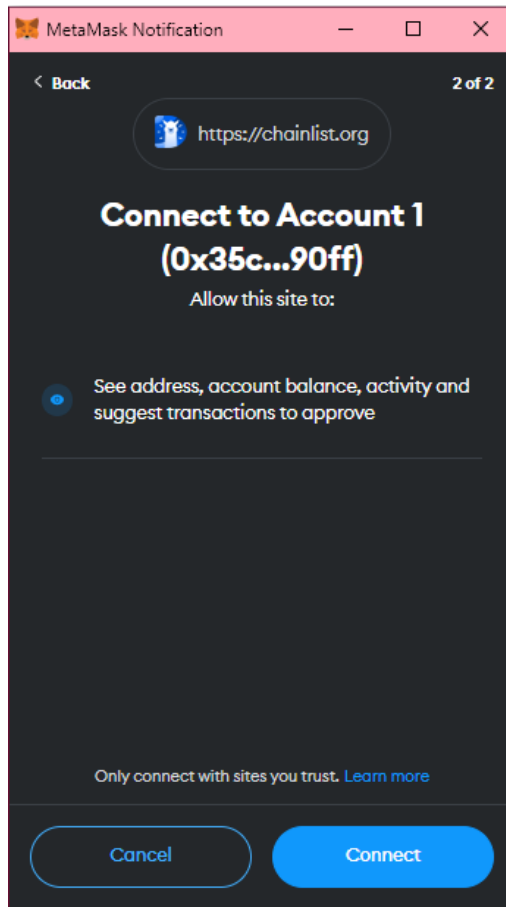 MetaMask Notification
Back
2 of 2
https://chainlist.org
Connect to Account 1
(0x35c...90ff)
Allow this site to:
See address, account balance, activity and
suggest transactions to approve
Only connect with sites you trust. Learn more
Cancel
Connect